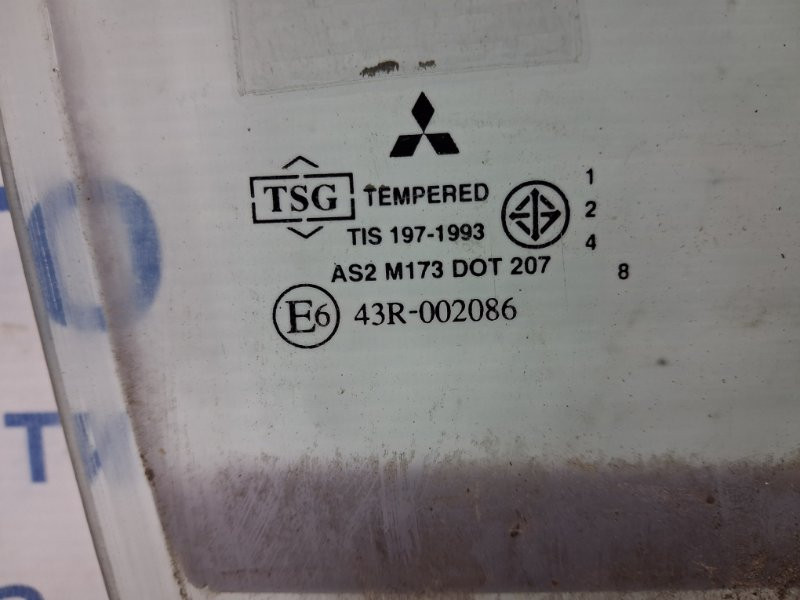 TSG TEMPERED
TIS 197-1993
1
2
4
8
AS2 M173 DOT 207
E6 43R-002086